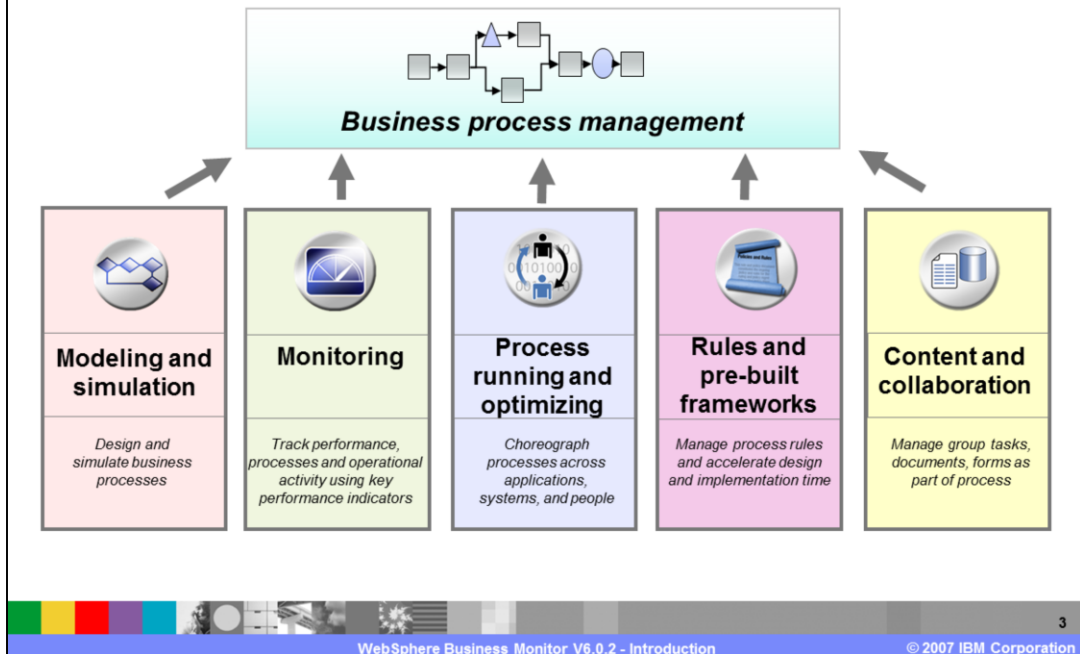 Business process management
Modeling and
simulation
Design and
simulate business
processes
Monitoring
Track performance,
processes and operational
activity using key
performance indicators
Process
running and
optimizing
Choreograph
processes across
applications,
systems, and people
Policies and Rules
Rules and
pre-built
frameworks
Manage process rules
and accelerate design
and implementation time
Content and
collaboration
Manage group tasks,
documents, forms as
part of process
3
WebSphere Business Monitor V6.0.2 - Introduction
© 2007 IBM Corporation